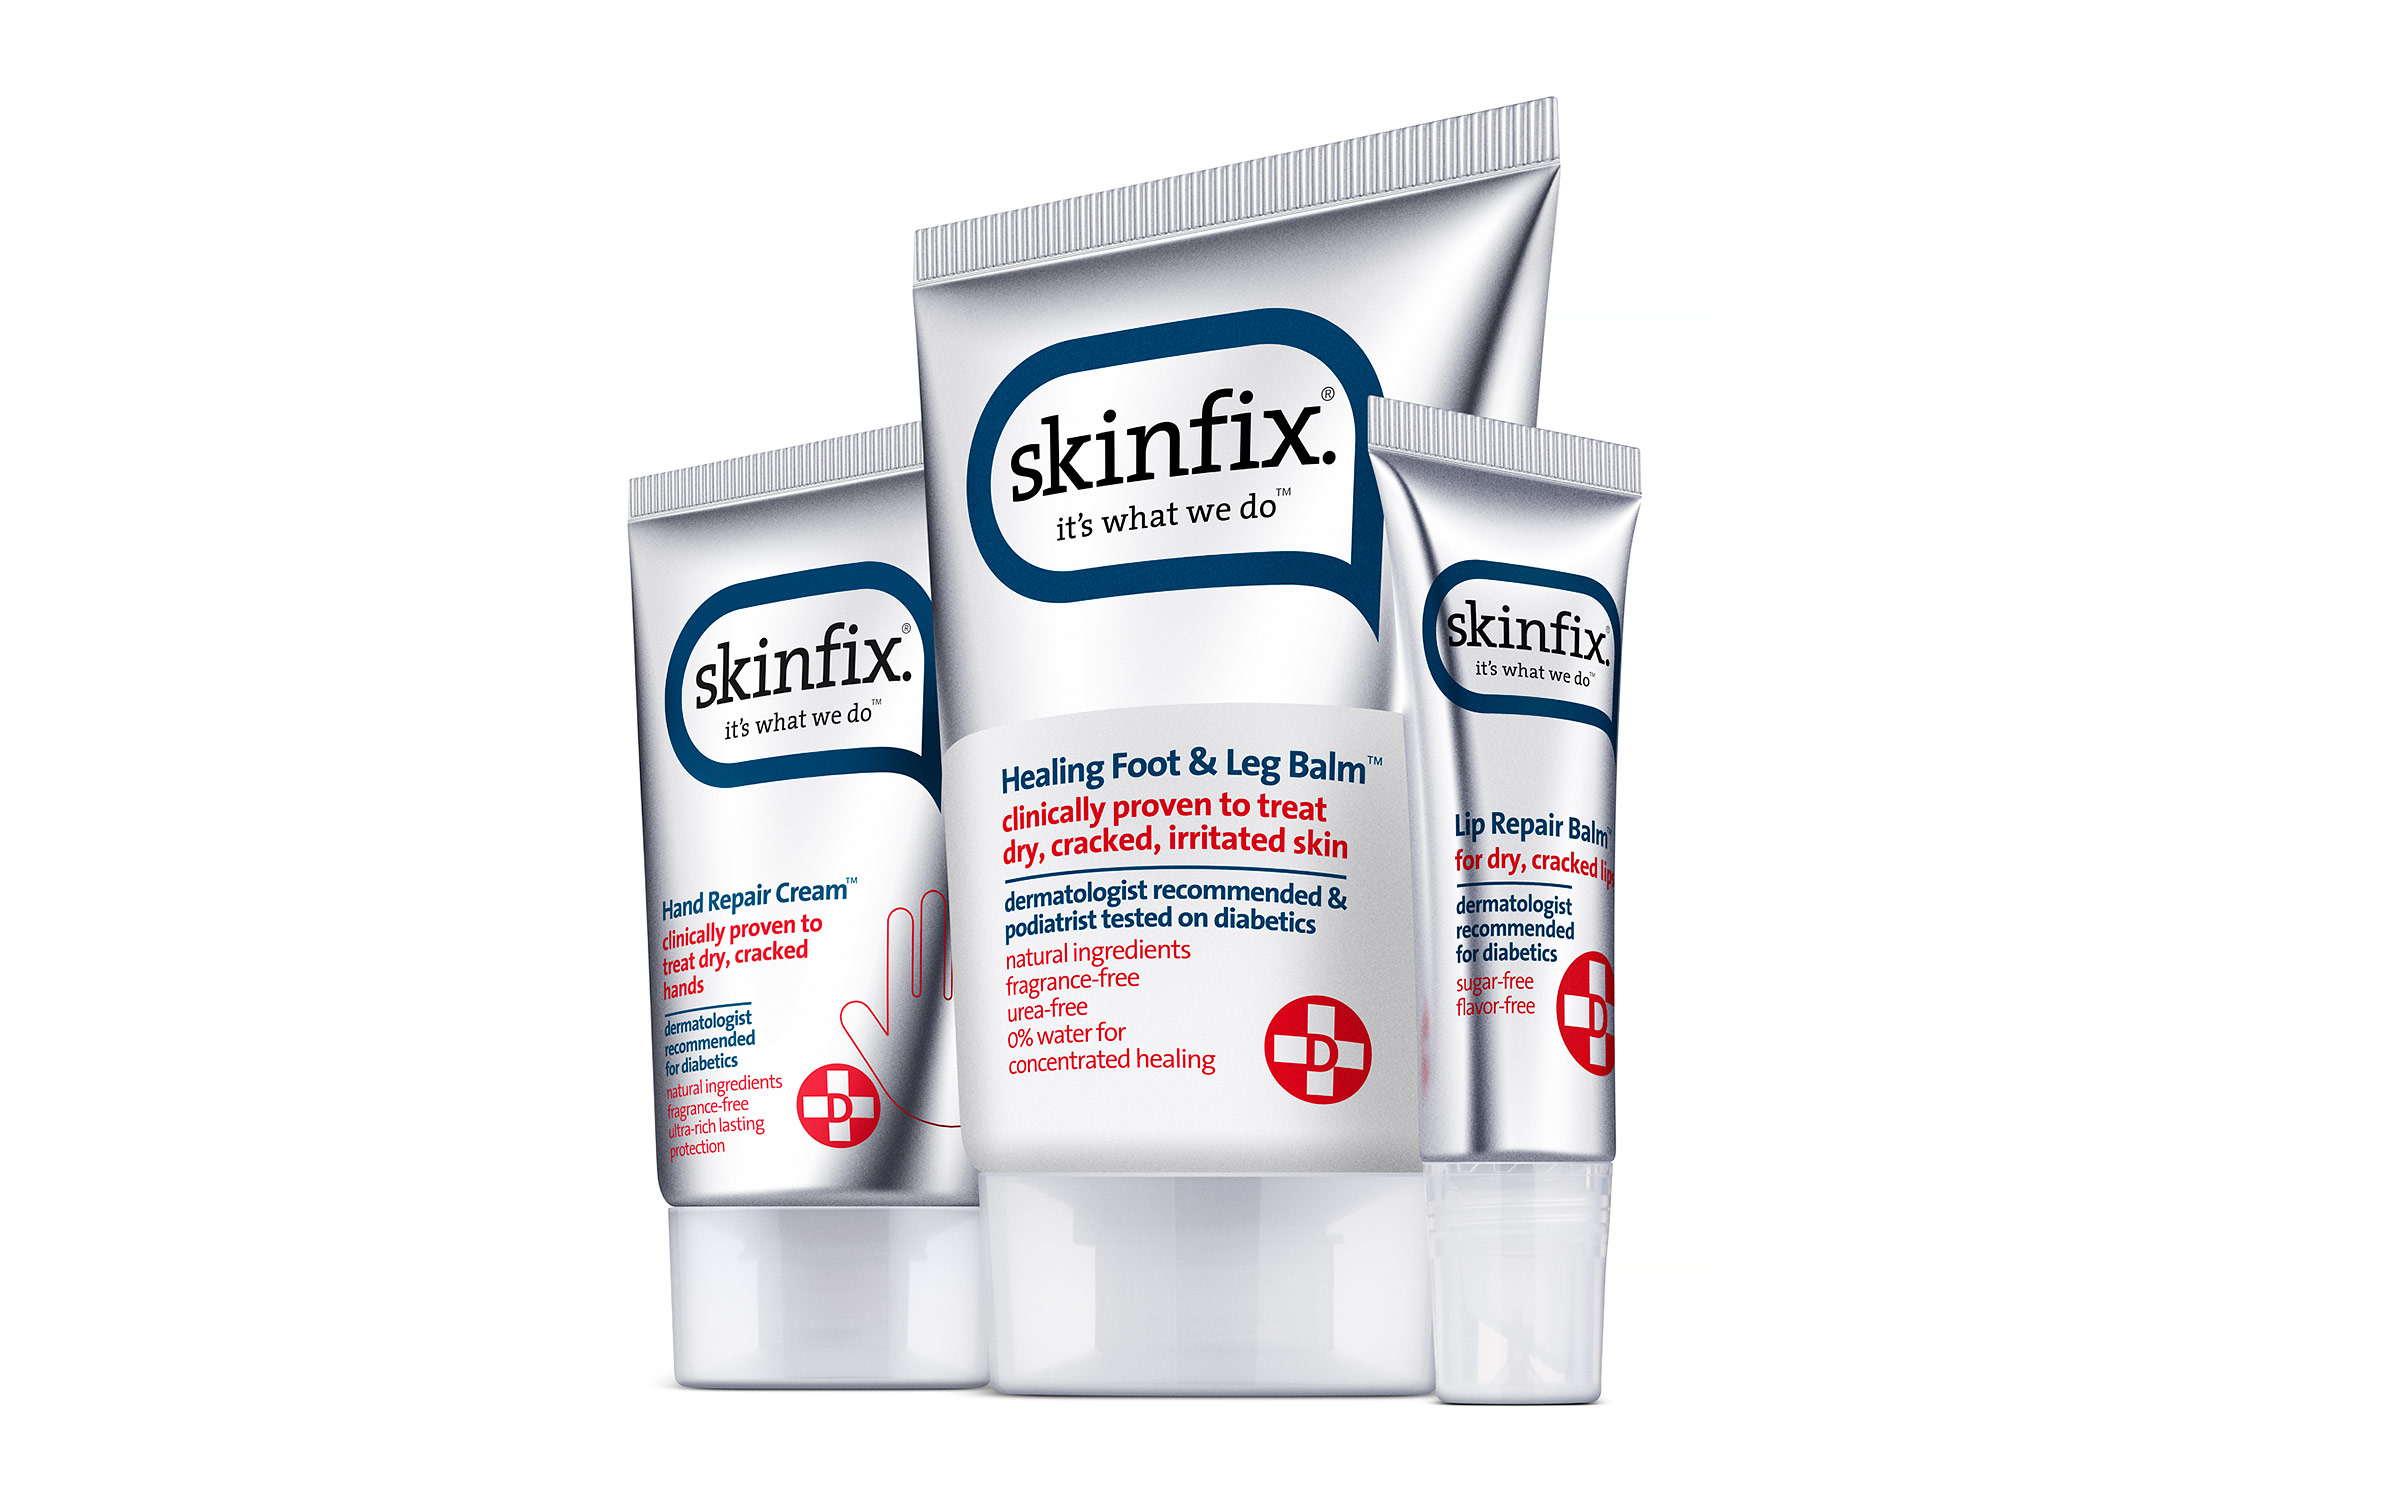 skinfix.®
it's what we do™
Hand Repair Cream™
clinically proven to
treat dry, cracked
hands
dermatologist
recommended
for diabetics
natural ingredients
fragrance-free
ultra-rich lasting
protection
D
skinfix.®
it's what we do™
Healing Foot & Leg Balm™
clinically proven to treat
dry, cracked, irritated skin
dermatologist recommended &
podiatrist tested on diabetics
natural ingredients
fragrance-free
urea-free
0% water for
concentrated healing
D
skinfix.®
it's what we do™
Lip Repair Balm™
for dry, cracked lips
dermatologist
recommended
for diabetics
sugar-free
flavor-free
D